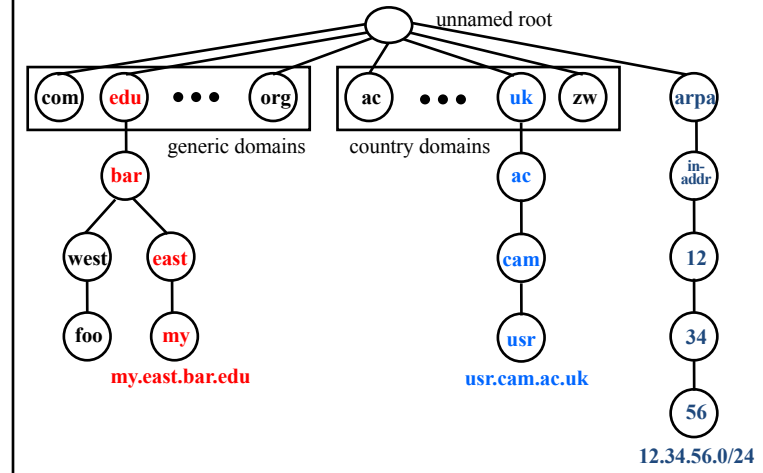 unnamed root
com edu ••• org ac ••• uk zw arpa
generic domains country domains
bar ac in-
addr
west east cam 12
foo my usr 34
my.east.bar.edu usr.cam.ac.uk
56
12.34.56.0/24